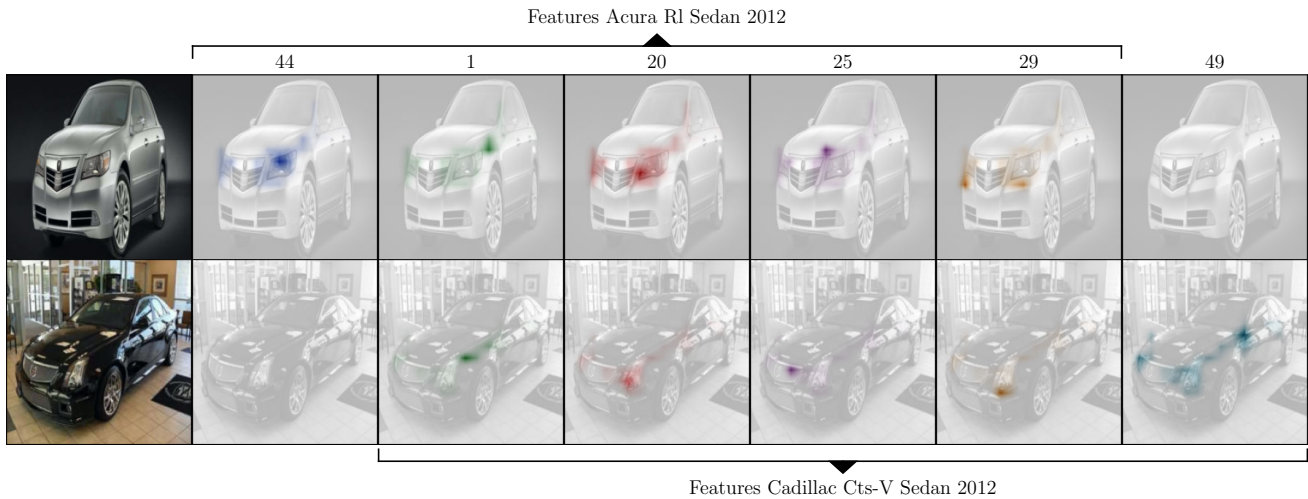 Features Acura Rl Sedan 2012
44 1 20 25 29 49
Features Cadillac Cts-V Sedan 2012